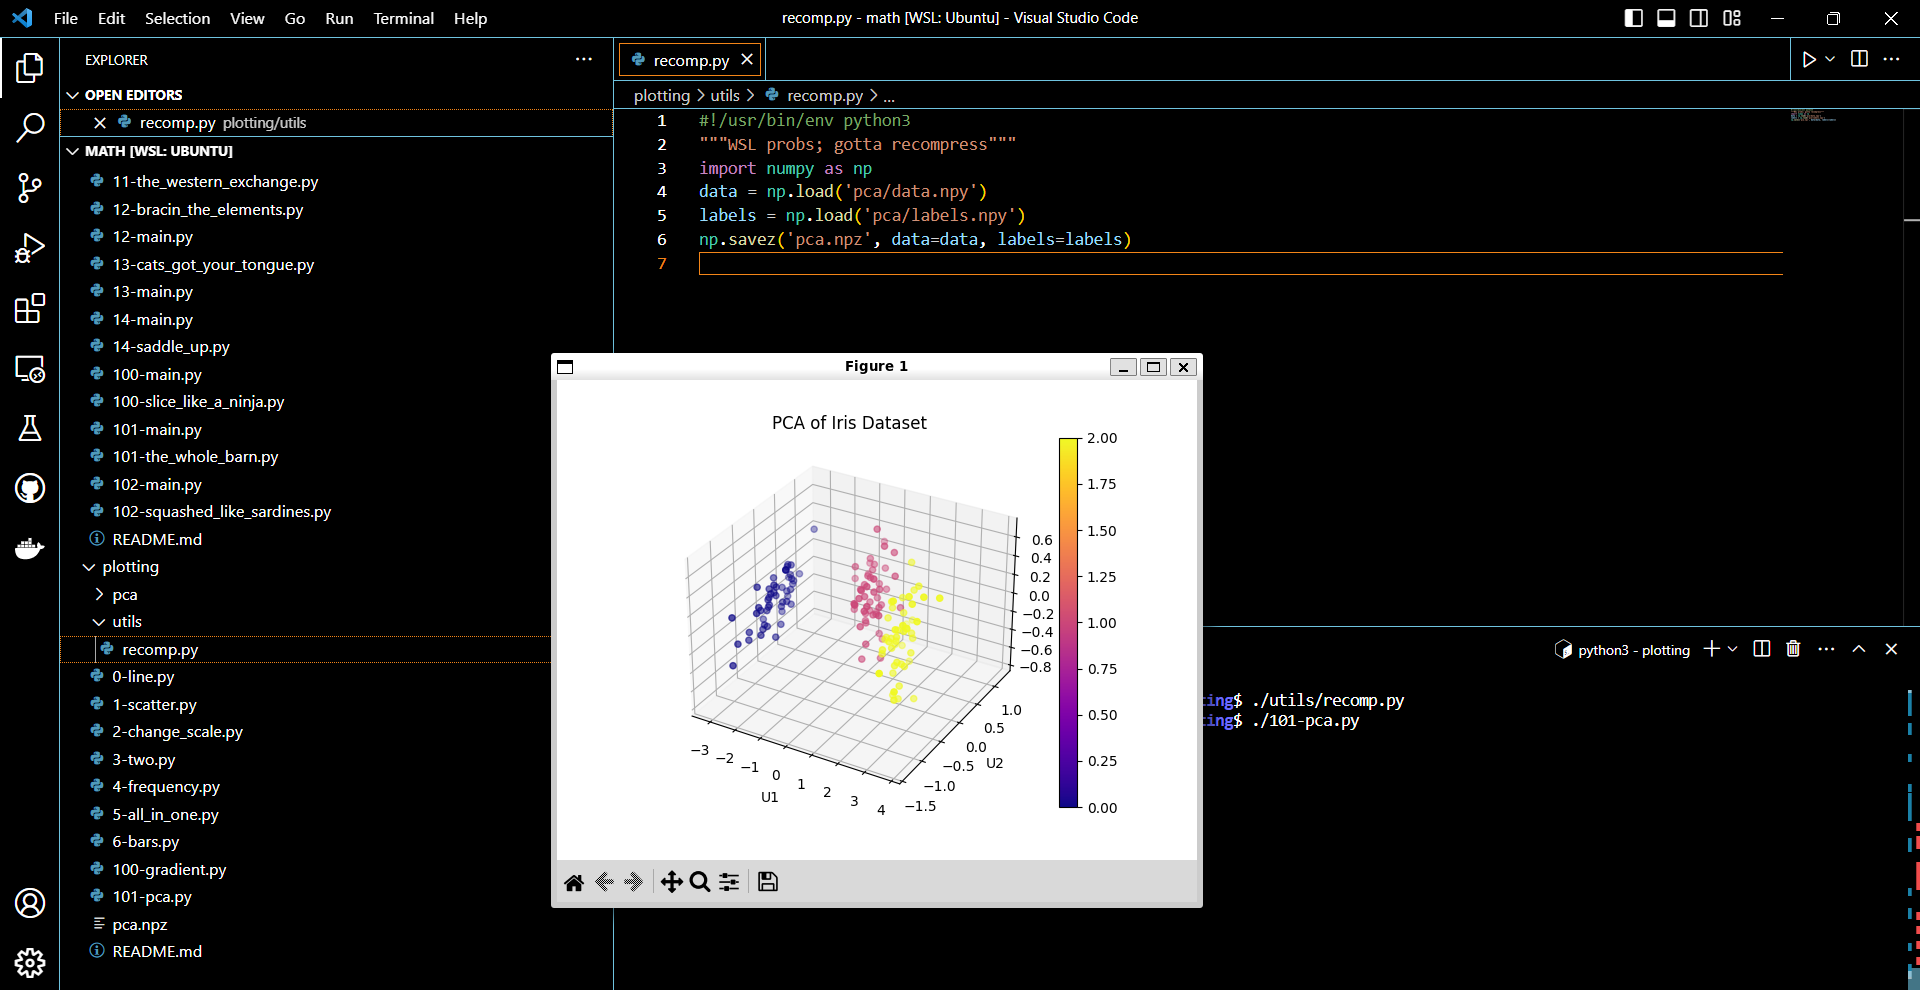 File Edit Selection View Go Run Terminal Help
recomp.py - math [WSL: Ubuntu] - Visual Studio Code
EXPLORER
OPEN EDITORS
recomp.py plotting/utils
MATH [WSL: UBUNTU]
11-the_western_exchange.py
12-bracin_the_elements.py
12-main.py
13-cats_got_your_tongue.py
13-main.py
14-main.py
14-saddle_up.py
100-main.py
100-slice_like_a_ninja.py
101-main.py
101-the_whole_barn.py
102-main.py
102-squashed_like_sardines.py
README.md
plotting
pca
utils
recomp.py
0-line.py
1-scatter.py
2-change_scale.py
3-two.py
4-frequency.py
5-all_in_one.py
6-bars.py
100-gradient.py
101-pca.py
pca.npz
README.md
recomp.py
plotting > utils > recomp.py > ...
1 #!/usr/bin/env python3
2 """WSL probs; gotta recompress"""
3 import numpy as np
4 data = np.load('pca/data.npy')
5 labels = np.load('pca/labels.npy')
6 np.savez('pca.npz', data=data, labels=labels)
7
Figure 1
PCA of Iris Dataset
2.00
1.75
1.50
1.25
1.00
0.75
0.50
0.25
0.00
0.6
0.4
0.2
0.0
−0.2
−0.4
−0.6
−0.8
1.0
0.5
0.0
−0.5
−1.0
−1.5
U2
−3
−2
−1
0
1
2
3
4
U1
python3 - plotting
ting$ ./utils/recomp.py
ting$ ./101-pca.py